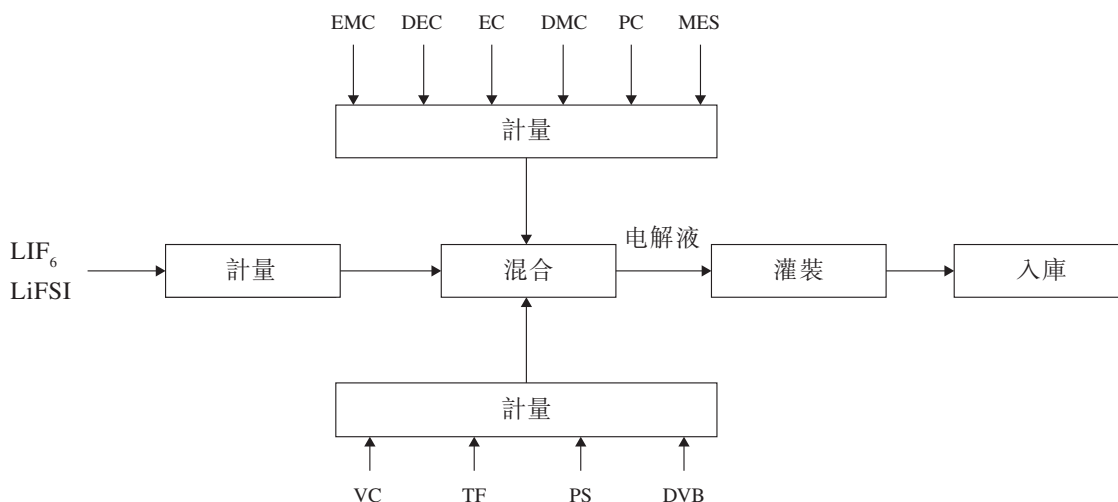 EMC DEC EC DMC PC MES
計量
电解液
LIF₆
LiFSI
計量 混合 灌裝 入庫
計量
VC TF PS DVB